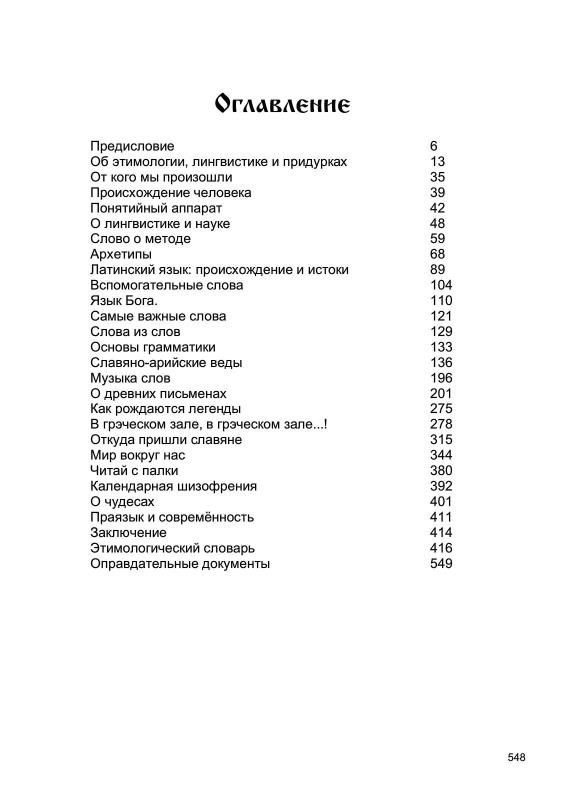 Оглавление
Предисловие 6
Об этимологии, лингвистике и придурках 13
От кого мы произошли 35
Происхождение человека 39
Понятийный аппарат 42
О лингвистике и науке 48
Слово о методе 59
Архетипы 68
Латинский язык: происхождение и истоки 89
Вспомогательные слова 104
Язык Бога. 110
Самые важные слова 121
Слова из слов 129
Основы грамматики 133
Славяно-арийские веды 136
Музыка слов 196
О древних письменах 201
Как рождаются легенды 275
В грэческом зале, в грэческом зале...! 278
Откуда пришли славяне 315
Мир вокруг нас 344
Читай с палки 380
Календарная шизофрения 392
О чудесах 401
Праязык и современность 411
Заключение 414
Этимологический словарь 416
Оправдательные документы 549
548